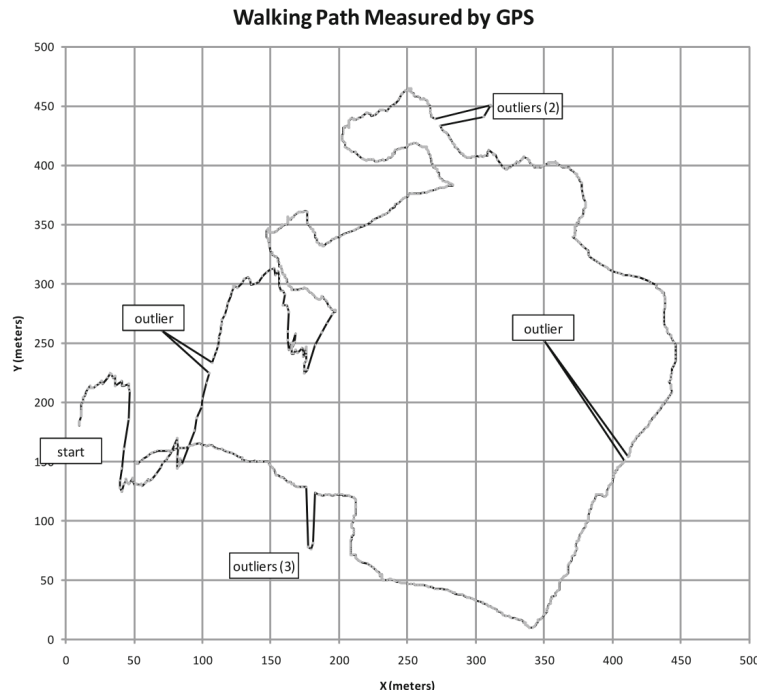 Walking Path Measured by GPS
500
450
400
350
300
250
200
150
100
50
0
Y (meters)
outliers (2)
outlier
outlier
start
outliers (3)
0 50 100 150 200 250 300 350 400 450 500
X (meters)